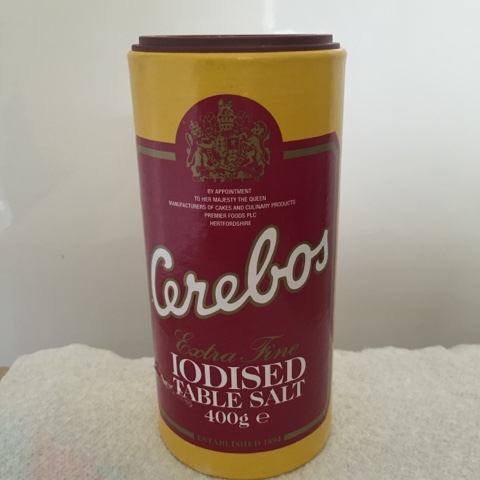 BY APPOINTMENT
TO HER MAJESTY THE QUEEN
MANUFACTURERS OF CAKES AND CULINARY PRODUCTS
PREMIER FOODS PLC
HERTFORDSHIRE
Cerebos
Extra Fine
IODISED
TABLE SALT
400g ℮
ESTABLISHED 1894